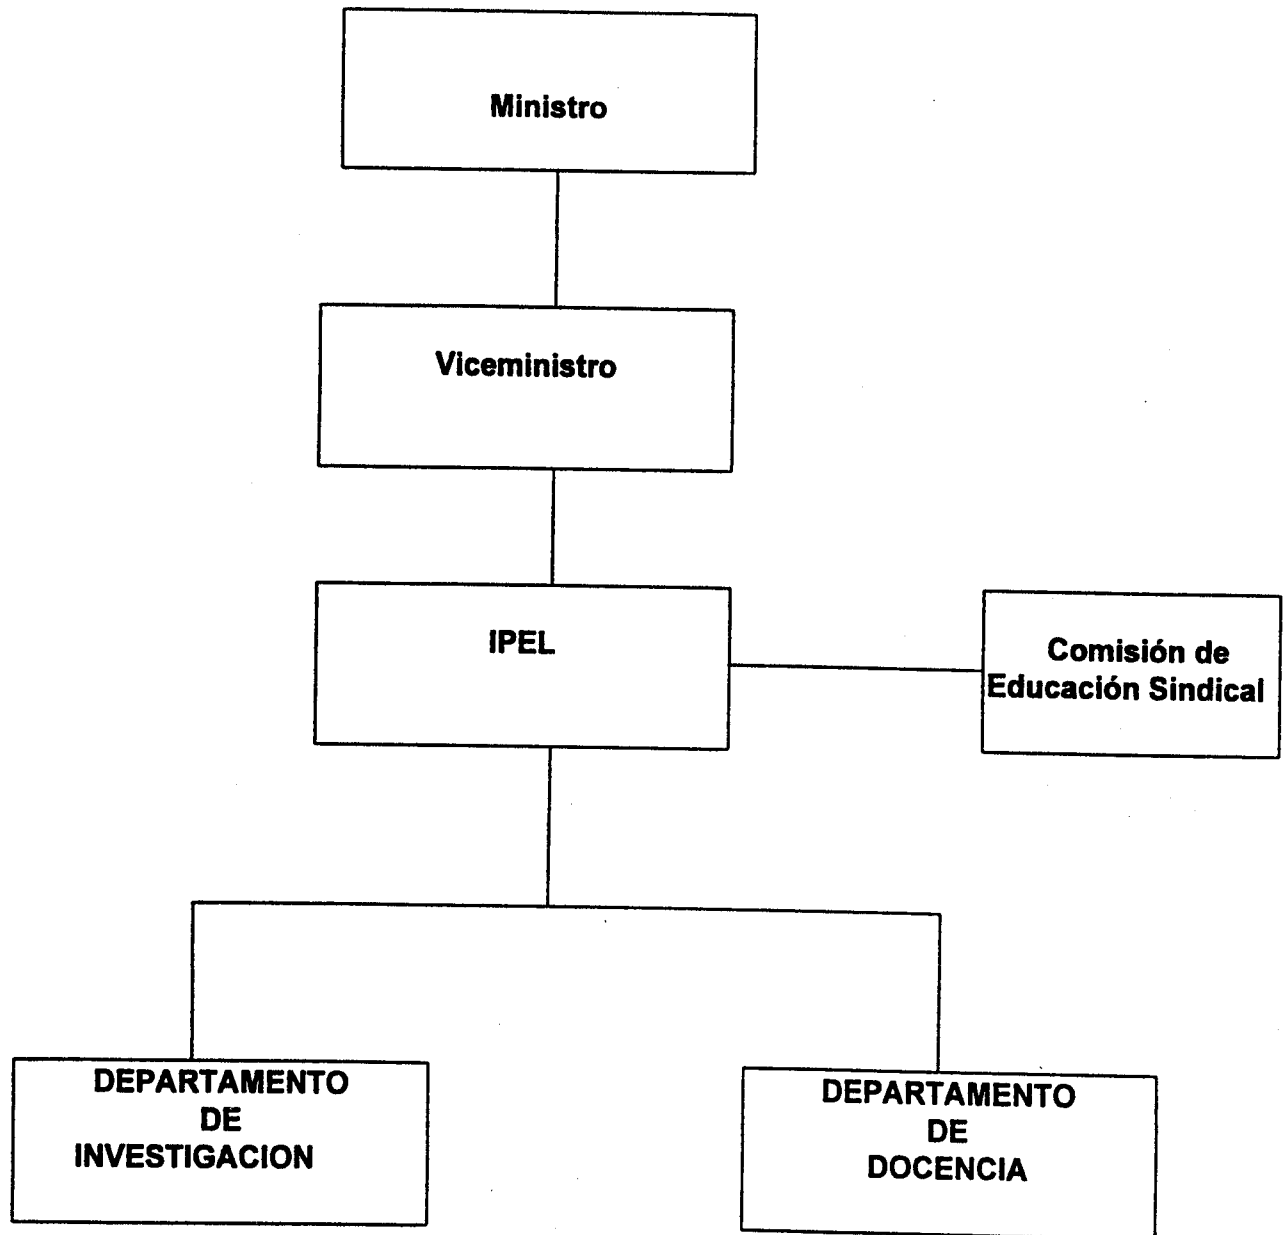 Ministro
Viceministro
IPEL
Comisión de
Educación Sindical
DEPARTAMENTO
DE
INVESTIGACION
DEPARTAMENTO
DE
DOCENCIA